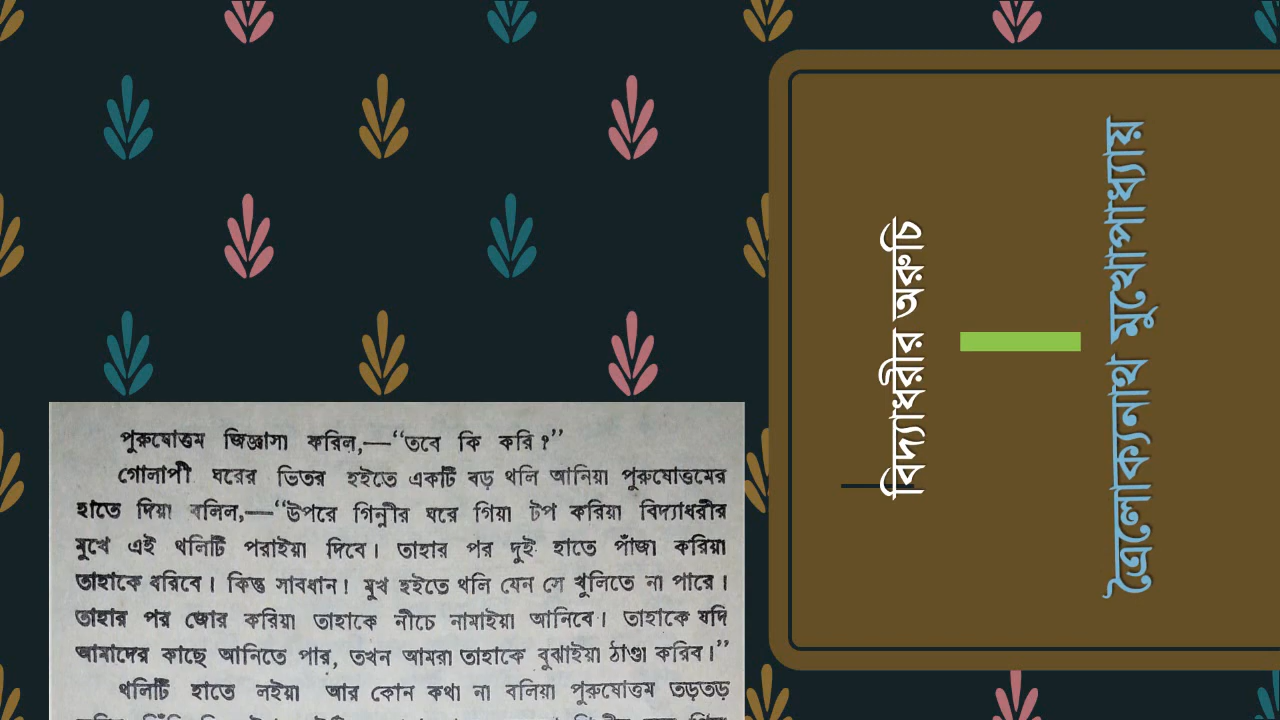 বিদ্যাধরীর অরুচি
ত্রৈলোক্যনাথ মুখোপাধ্যায়
পুরুষোত্তম জিজ্ঞাসা করিল,—“তবে কি করি?”
গোলাপী ঘরের ভিতর হইতে একটি বড় থলি আনিয়া পুরুষোত্তমের
হাতে দিয়া বলিল,—“উপরে গিন্নীর ঘরে গিয়া টপ করিয়া বিদ্যাধরীর
মুখে এই থলিটি পরাইয়া দিবে। তাহার পর দুই হাতে পাঁজা করিয়া
তাহাকে ধরিবে। কিন্তু সাবধান! মুখ হইতে থলি যেন সে খুলিতে না পারে।
তাহার পর জোর করিয়া তাহাকে নীচে নামাইয়া আনিবে। তাহাকে যদি
আমাদের কাছে আনিতে পার, তখন আমরা তাহাকে বুঝাইয়া ঠাণ্ডা করিব।”
থলিটি হাতে লইয়া আর কোন কথা না বলিয়া পুরুষোত্তম তড়তড়